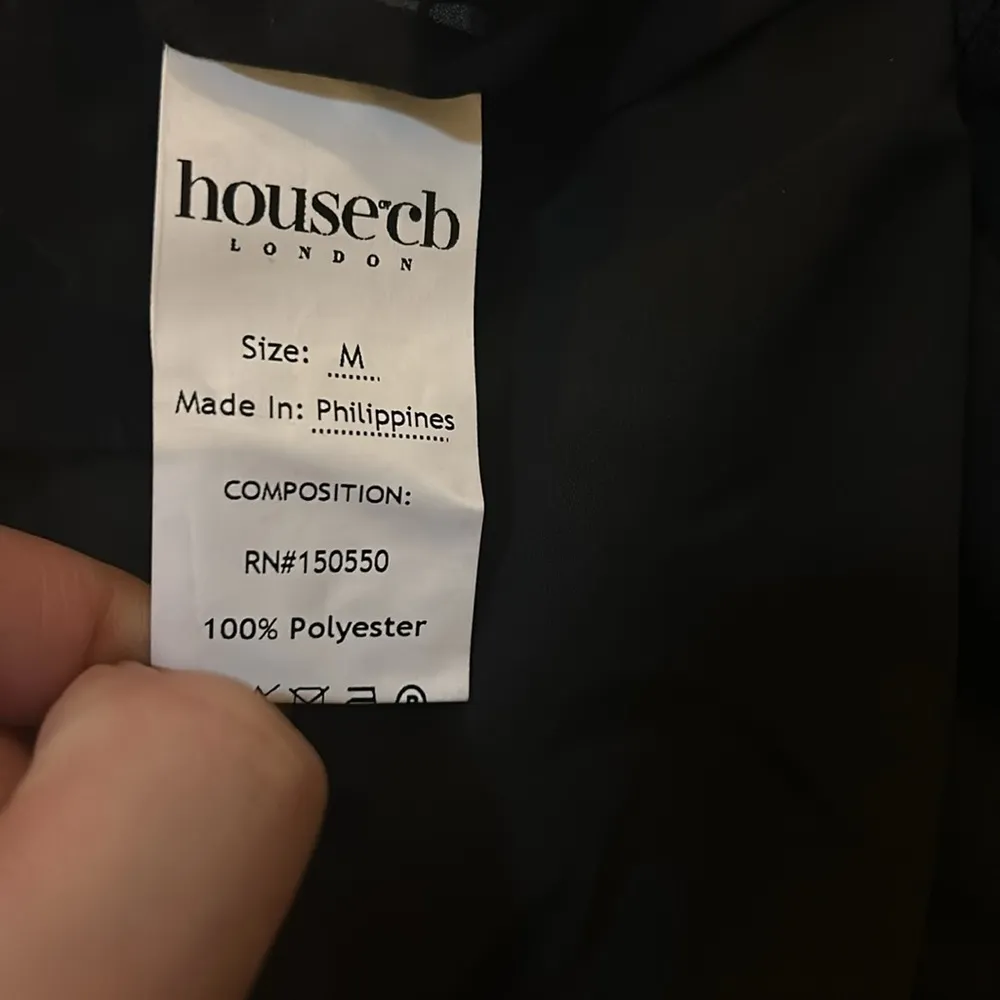 house OF cb
LONDON
Size: M
Made In: Philippines
COMPOSITION:
RN#150550
100% Polyester
P